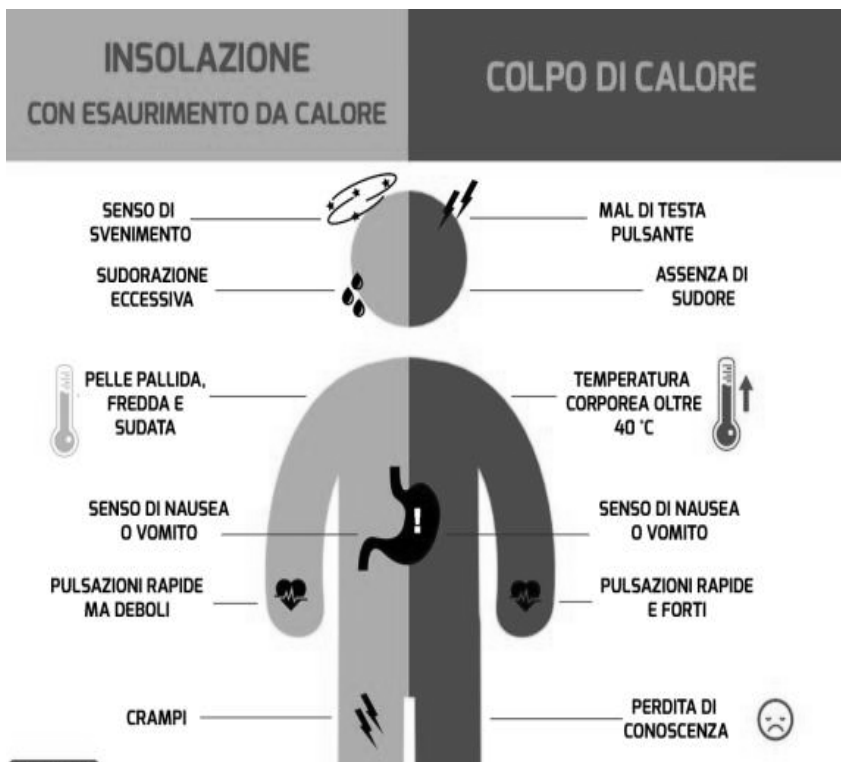 INSOLAZIONE
CON ESAURIMENTO DA CALORE
COLPO DI CALORE
SENSO DI
SVENIMENTO
MAL DI TESTA
PULSANTE
SUDORAZIONE
ECCESSIVA
ASSENZA DI
SUDORE
PELLE PALLIDA,
FREDDA E
SUDATA
TEMPERATURA
CORPOREA OLTRE
40 °C
SENSO DI NAUSEA
O VOMITO
!
SENSO DI NAUSEA
O VOMITO
PULSAZIONI RAPIDE
MA DEBOLI
PULSAZIONI RAPIDE
E FORTI
CRAMPI
PERDITA DI
CONOSCENZA